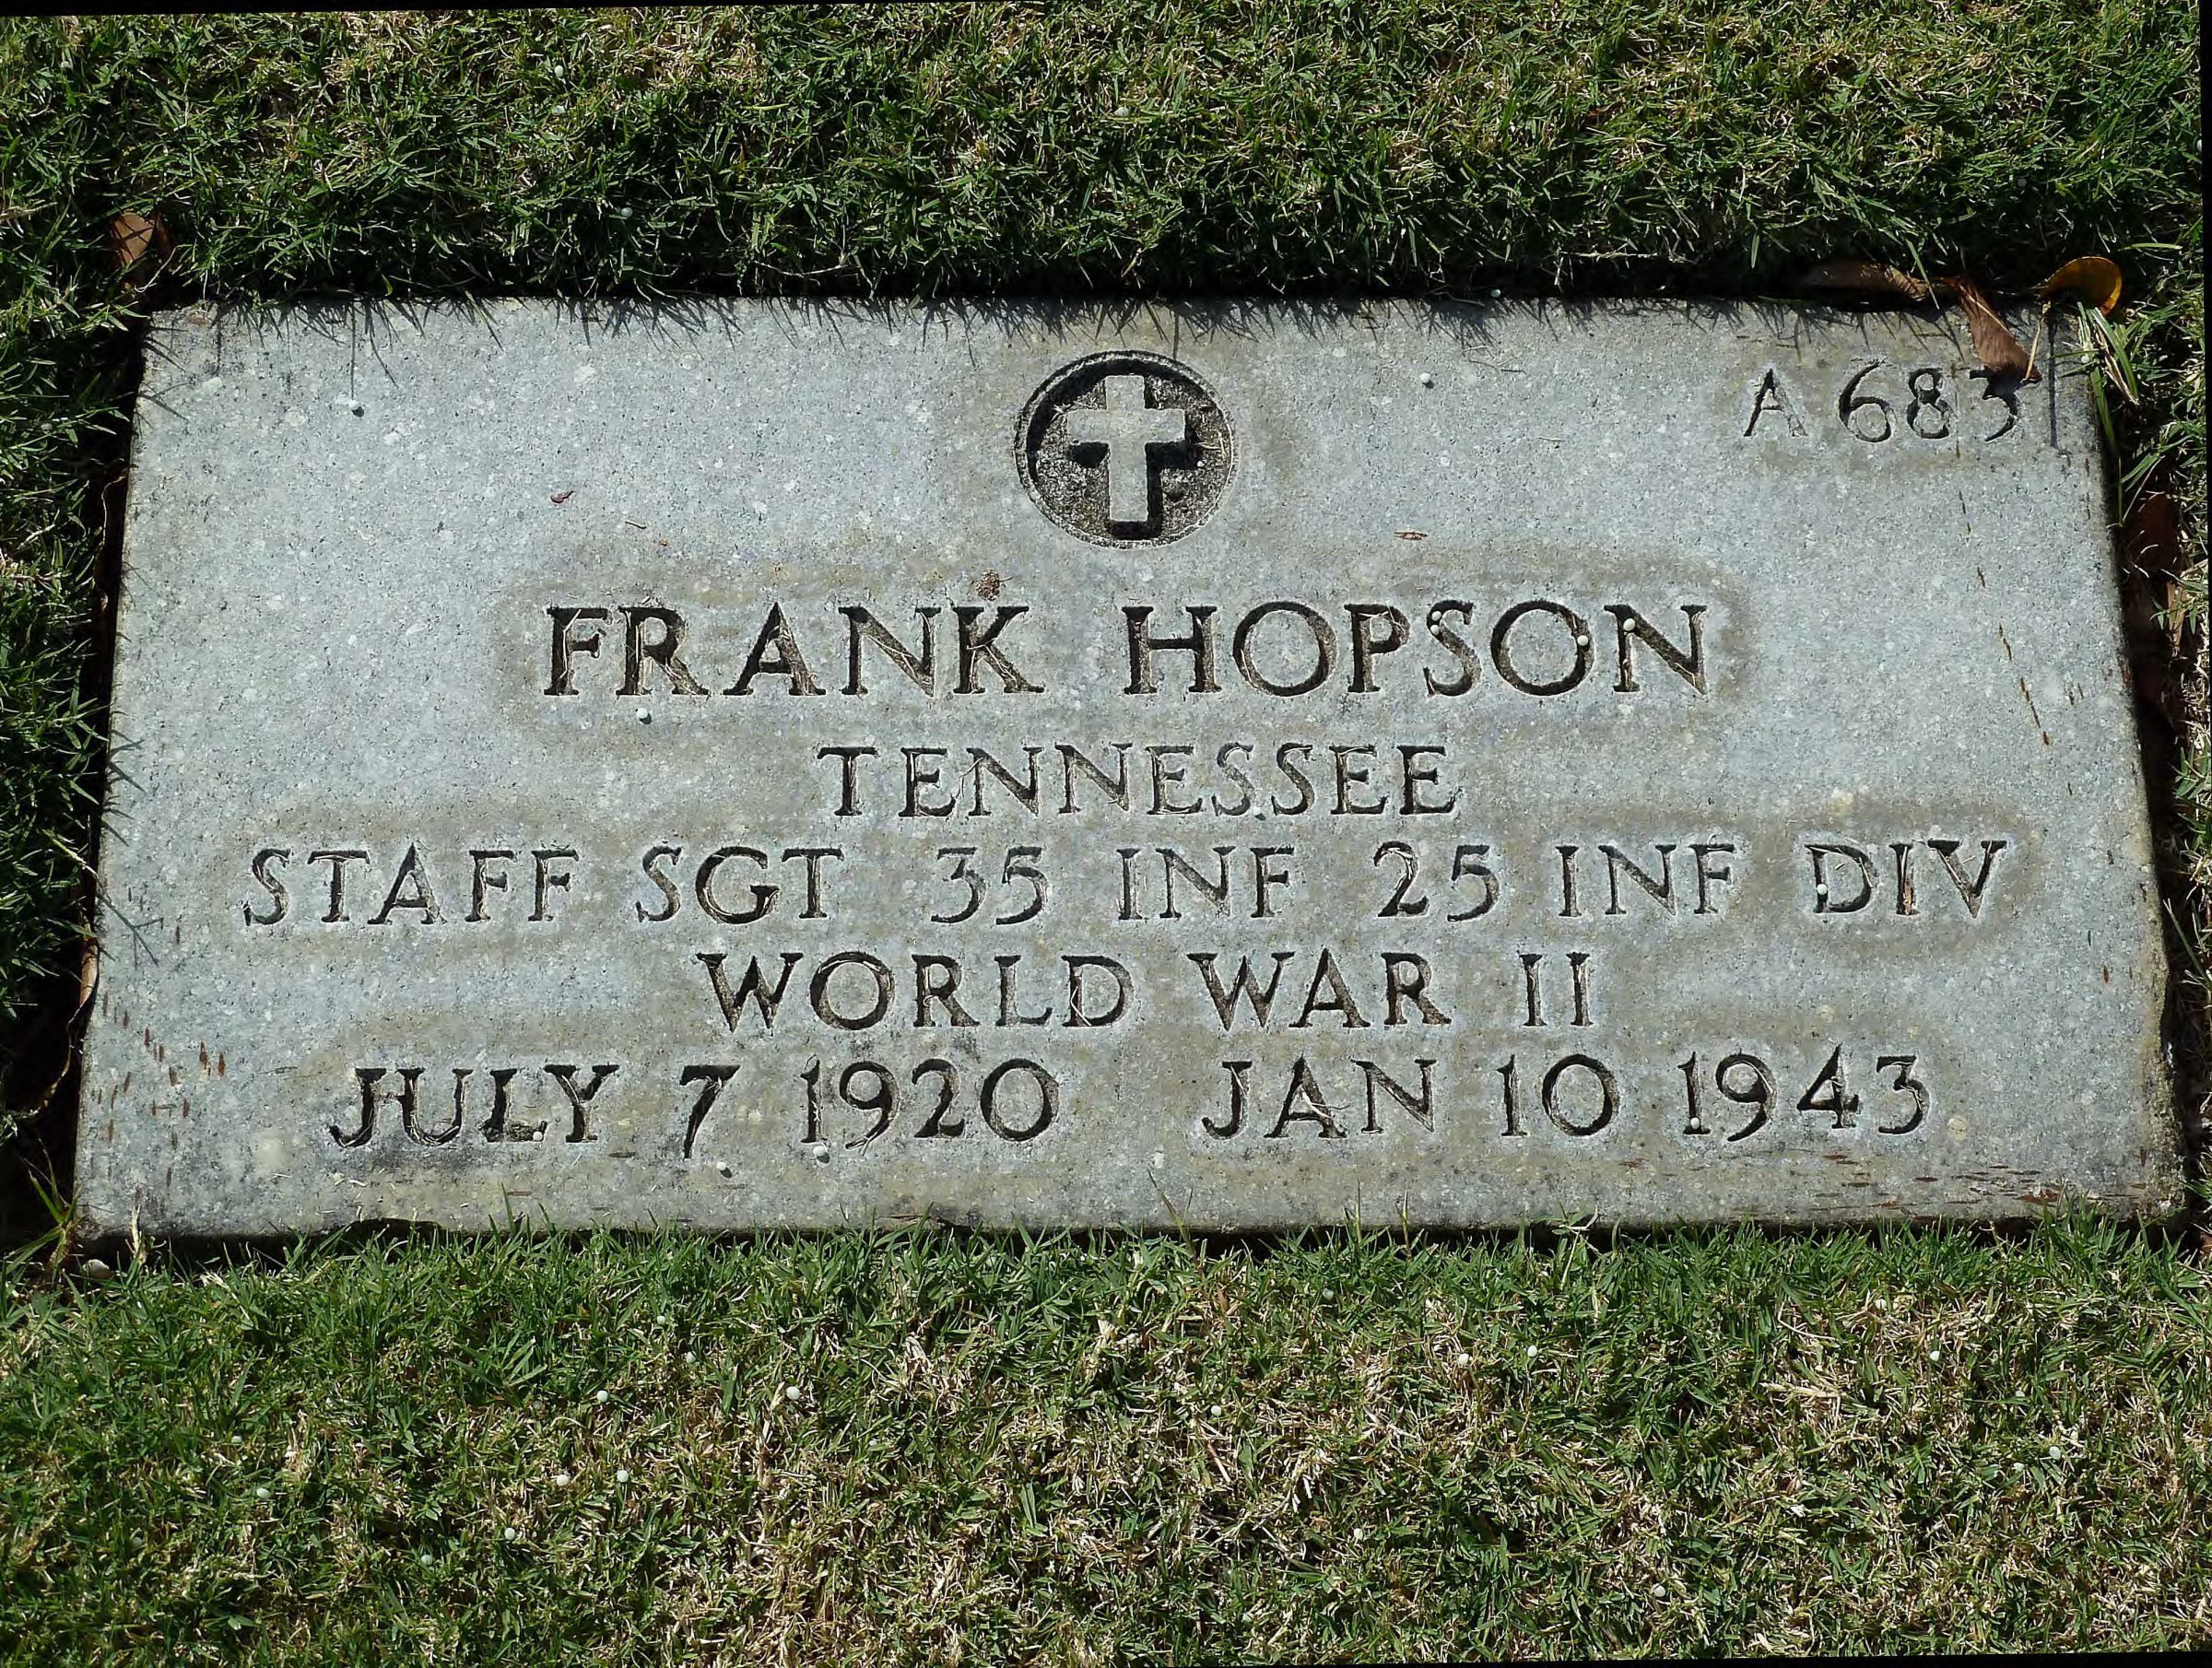 A 683
FRANK HOPSON
TENNESSEE
STAFF SGT 35 INF 25 INF DIV
WORLD WAR II
JULY 7 1920 JAN 10 1943